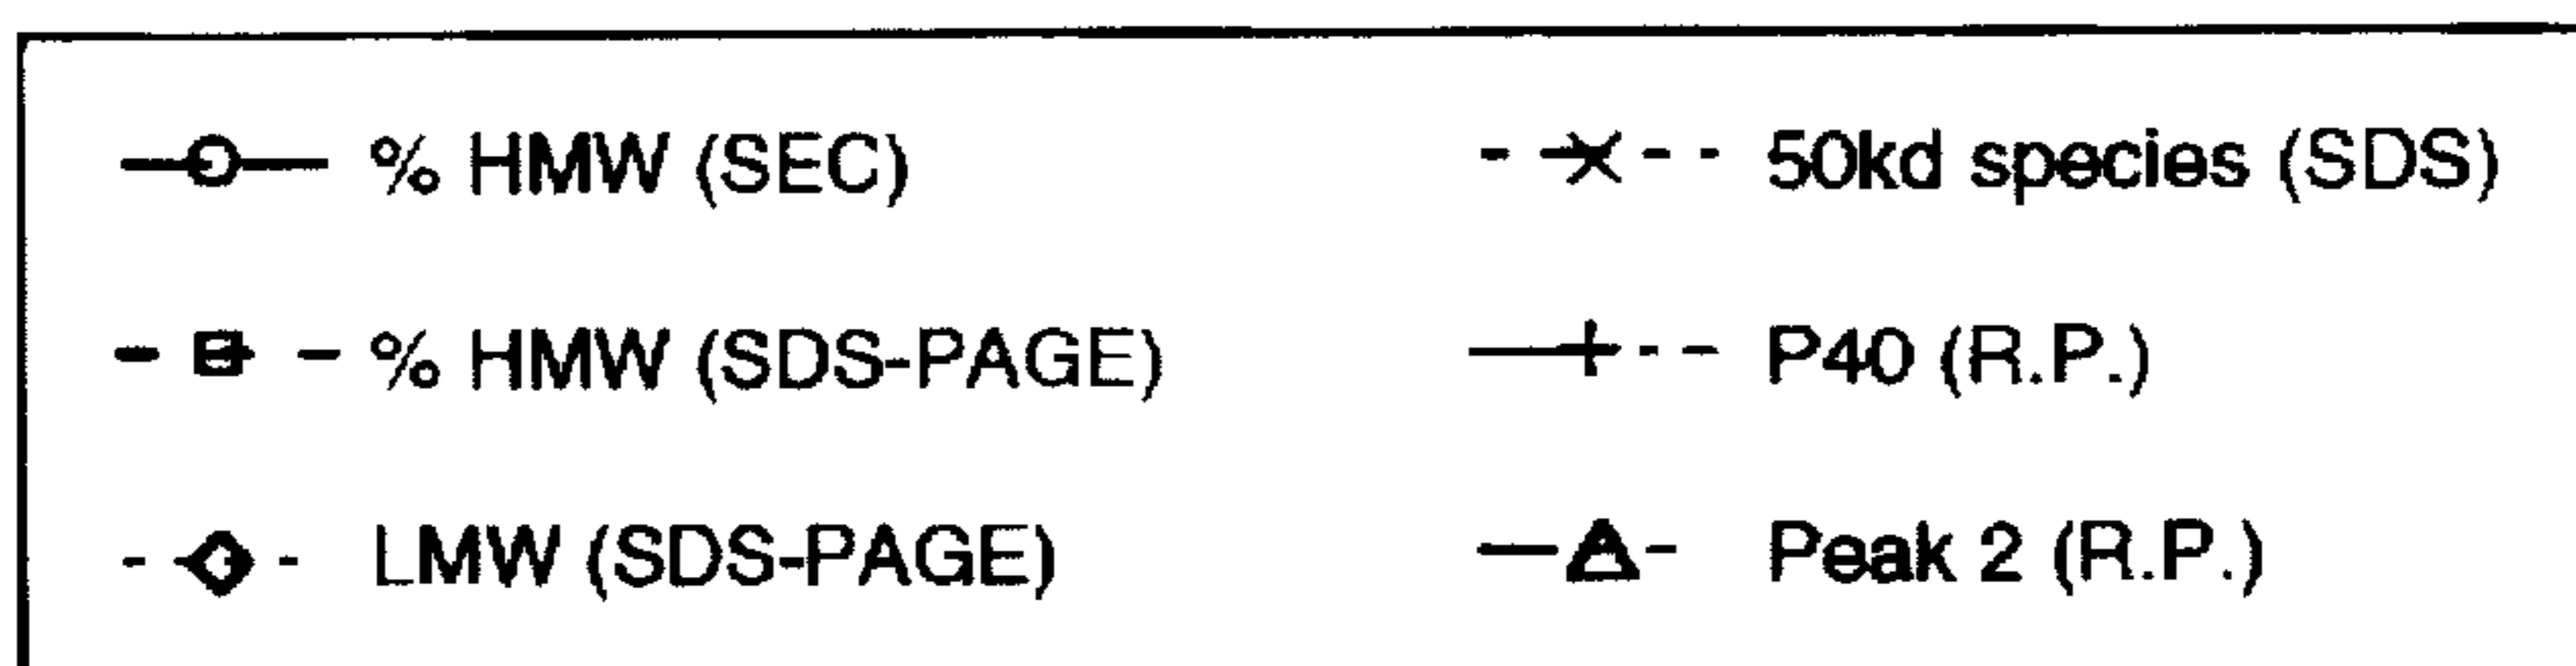 % HMW (SEC)
% HMW (SDS-PAGE)
LMW (SDS-PAGE)
50kd species (SDS)
P40 (R.P.)
Peak 2 (R.P.)